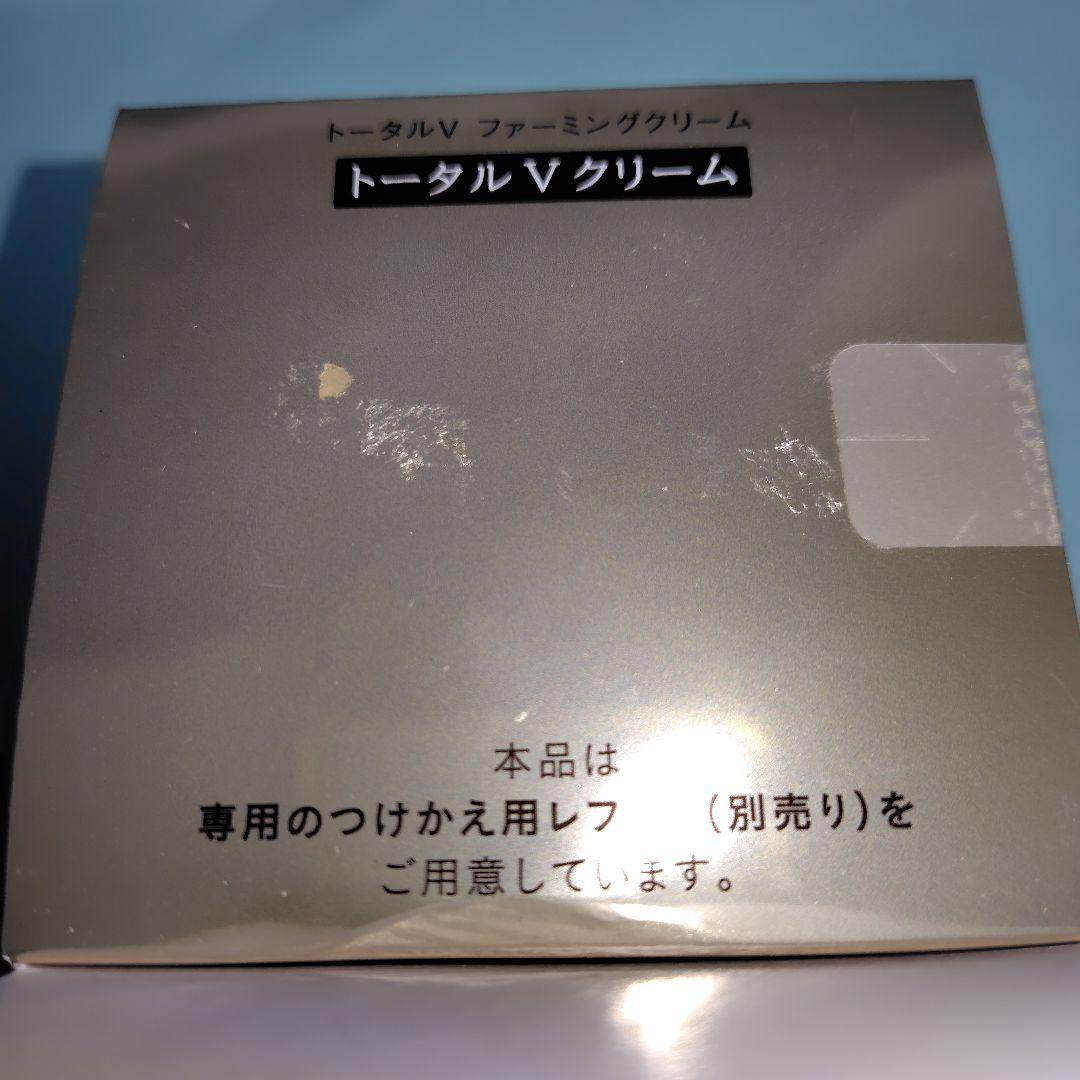 トータルV ファーミングクリーム
トータル V クリーム
本品は
専用のつけかえ用レフ （別売り）を
ご用意しています。